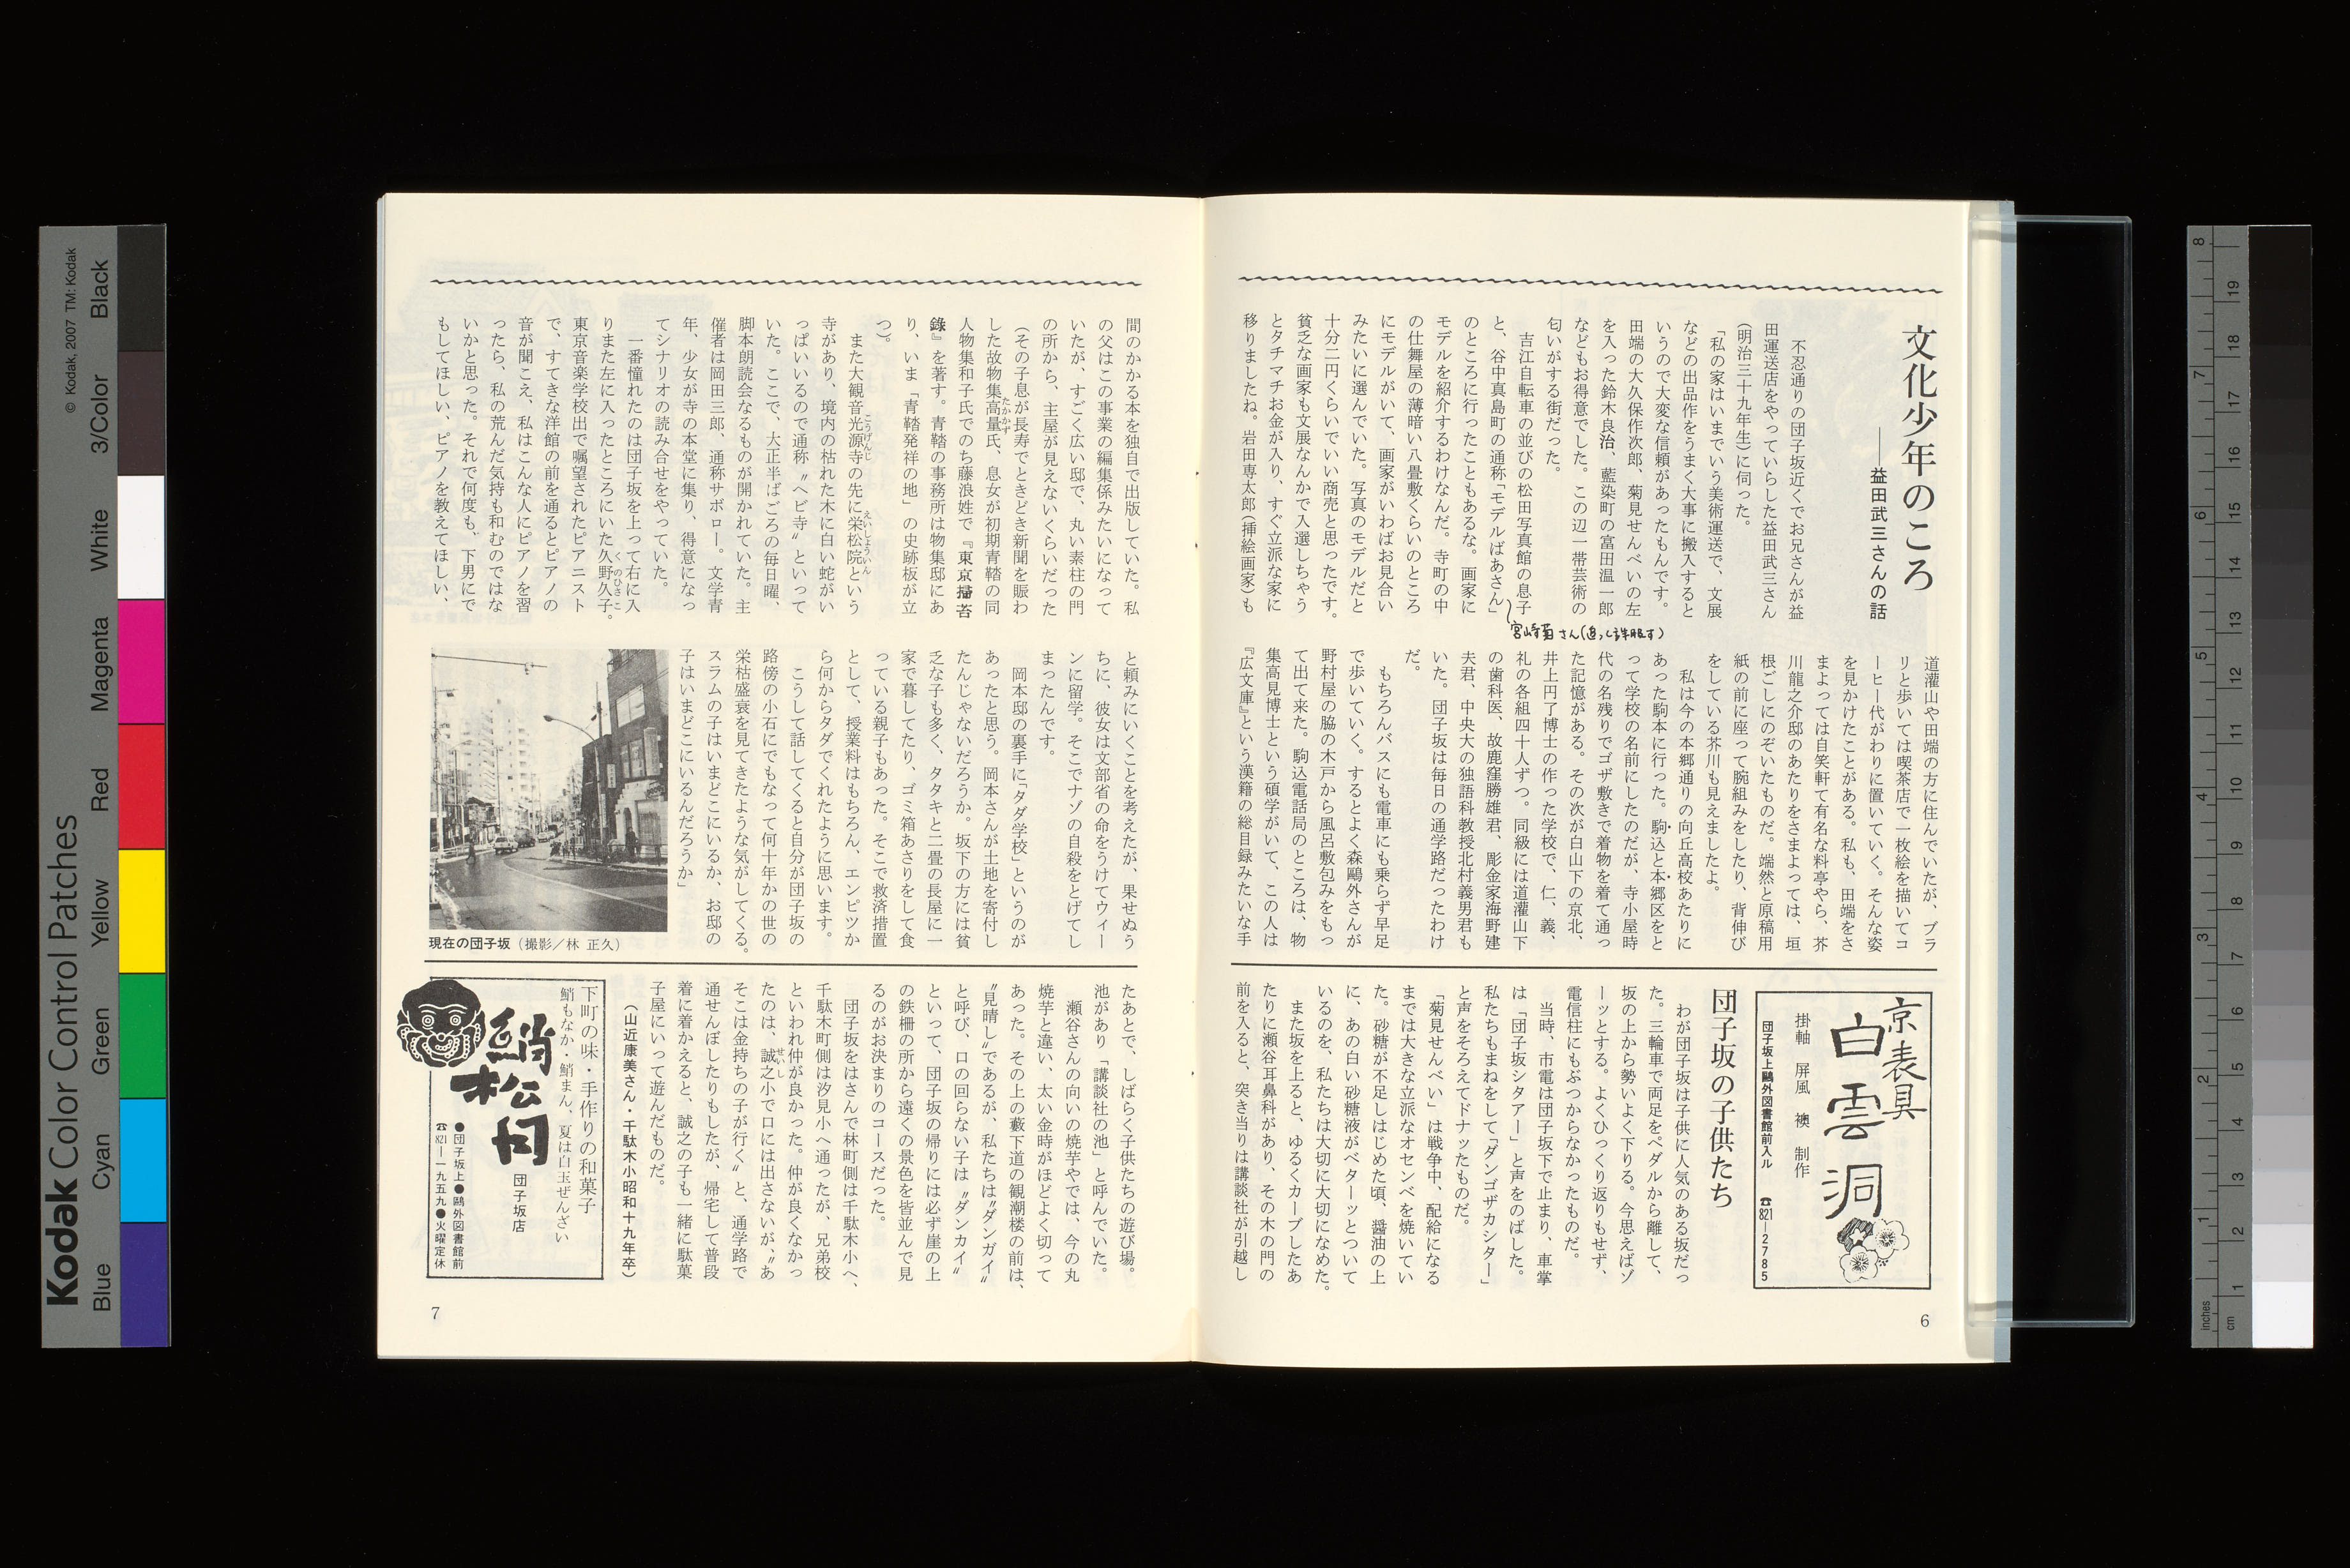 文化少年のころ
――益田武三さんの話
不忍通りの団子坂近くでお兄さんが益
田運送店をやっていらした益田武三さん
(明治三十九年生)に伺った。
「私の家はいまでいう美術運送で、文展
などの出品作をうまく大事に搬入すると
いうので大変な信頼があったもんです。
田端の大久保作次郎、菊見せんべいの左
を入った鈴木良治、藍染町の富田温一郎
などもお得意でした。この辺一帯芸術の
匂いがする街だった。
吉江自転車の並びの松田写真館の息子
と、谷中真島町の通称「モデルばあさん」
のところに行ったこともあるな。画家に
モデルを紹介するわけなんだ。寺町の中
の仕舞屋の薄暗い八畳敷くらいのところ
にモデルがいて、画家がいわばお見合い
みたいに選んでいた。写真のモデルだと
十分二円くらいでいい商売と思ったです。
貧乏な画家も文展なんかで入選しちゃう
とタチマチお金が入り、すぐ立派な家に
移りましたね。岩田専太郎(挿絵画家)も
宮崎菊さん(追って詳報す)
道灌山や田端の方に住んでいたが、ブラ
リと歩いては喫茶店で一枚絵を描いてコ
ーヒー代がわりに置いていく。そんな姿
を見かけたことがある。私も、田端をさ
まよっては自笑軒て有名な料亭やら、芥
川龍之介邸のあたりをさまよっては、垣
根ごしにのぞいたものだ。端然と原稿用
紙の前に座って腕組みをしたり、背伸び
をしている芥川も見えましたよ。
私は今の本郷通りの向丘高校あたりに
あった駒本に行った。駒込と本郷区をと
って学校の名前にしたのだが、寺小屋時
代の名残りでゴザ敷きで着物を着て通っ
た記憶がある。その次が白山下の京北、
井上円了博士の作った学校で、仁、義、
礼の各組四十人ずつ。同級には道灌山下
の歯科医、故鹿窪勝雄君、彫金家海野建
夫君、中央大の独語科教授北村義男君も
いた。団子坂は毎日の通学路だったわけ
だ。
もちろんバスにも電車にも乗らず早足
で歩いていく。するとよく森鷗外さんが
野村屋の脇の木戸から風呂敷包みをもっ
て出て来た。駒込電話局のところは、物
集高見博士という碩学がいて、この人は
『広文庫』という漢籍の総目録みたいな手
京表具
白雲洞
掛軸 屏風 襖 制作
団子坂上鷗外図書館前入ル ☎821―2785
団子坂の子供たち
わが団子坂は子供に人気のある坂だっ
た。三輪車で両足をペダルから離して、
坂の上から勢いよく下りる。今思えばゾ
ーッとする。よくひっくり返りもせず、
電信柱にもぶつからなかったものだ。
当時、市電は団子坂下で止まり、車掌
は「団子坂シタアー」と声をのばした。
私たちもまねをして「ダンゴザカシター」
と声をそろえてドナッたものだ。
「菊見せんべい」は戦争中、配給になる
までは大きな立派なオセンベを焼いてい
た。砂糖が不足しはじめた頃、醤油の上
に、あの白い砂糖液がベターッとついて
いるのを、私たちは大切に大切になめた。
また坂を上ると、ゆるくカーブしたあ
たりに瀬谷耳鼻科があり、その木の門の
前を入ると、突き当りは講談社が引越し
6
間のかかる本を独自で出版していた。私
の父はこの事業の編集係みたいになって
いたが、すごく広い邸で、丸い素柱の門
の所から、主屋が見えないくらいだった
(その子息が長寿でときどき新聞を賑わ
した故物集高量氏、息女が初期青鞜の同
たかかず
人物集和子氏でのち藤浪姓で『東京掃苔
錄』を著す。青鞜の事務所は物集邸にあ
り、いま「青鞜発祥の地」の史跡板が立
つ)。
また大観音光源寺の先に栄松院という
こうげんじ
えいしょういん
寺があり、境内の枯れた木に白い蛇がい
っぱいいるので通称〝ヘビ寺〟といって
いた。ここで、大正半ばごろの毎日曜、
脚本朗読会なるものが開かれていた。主
催者は岡田三郎、通称サボロー。文学青
年、少女が寺の本堂に集り、得意になっ
てシナリオの読み合せをやっていた。
一番憧れたのは団子坂を上って右に入
りまた左に入ったところにいた久野久子。
くのひさこ
東京音楽学校出で嘱望されたピアニスト
で、すてきな洋館の前を通るとピアノの
音が聞こえ、私はこんな人にピアノを習
ったら、私の荒んだ気持も和むのではな
いかと思った。それで何度も、下男にで
もしてほしい、ピアノを教えてほしい、
と頼みにいくことを考えたが、果せぬう
ちに、彼女は文部省の命をうけてウィー
ンに留学。そこでナゾの自殺をとげてし
まったんです。
岡本邸の裏手に「タダ学校」というのが
あったと思う。岡本さんが土地を寄付し
たんじゃないだろうか。坂下の方には貧
乏な子も多く、タタキと二畳の長屋に一
家で暮してたり、ゴミ箱あさりをして食
っている親子もあった。そこで救済措置
として、授業料はもちろん、エンピツか
ら何からタダでくれたように思います。
こうして話してくると自分が団子坂の
路傍の小石にでもなって何十年かの世の
栄枯盛衰を見てきたような気がしてくる。
スラムの子はいまどこにいるか、お邸の
子はいまどこにいるんだろうか」
現在の団子坂(撮影/林 正久)
たあとで、しばらく子供たちの遊び場。
池があり「講談社の池」と呼んでいた。
瀬谷さんの向いの焼芋やでは、今の丸
焼芋と違い、太い金時がほどよく切って
あった。その上の藪下道の観潮楼の前は、
〝見晴し〟であるが、私たちは〝ダンガイ〟
と呼び、口の回らない子は〝ダンカイ〟
といって、団子坂の帰りには必ず崖の上
の鉄柵の所から遠くの景色を皆並んで見
るのがお決まりのコースだった。
団子坂をはさんで林町側は千駄木小へ、
千駄木町側は汐見小へ通ったが、兄弟校
といわれ仲が良かった。仲が良くなかっ
たのは、誠之小で口には出さないが、〝あ
せいし
そこは金持ちの子が行く〟と、通学路で
通せんぼしたりもしたが、帰宅して普段
着に着かえると、誠之の子も一緒に駄菓
子屋にいって遊んだものだ。
(山近康美さん・千駄木小昭和十九年卒)
下町の味・手作りの和菓子
鮹もなか・鮹まん、夏は白玉ぜんざい
鮹松月
団子坂店
●団子坂上●鷗外図書館前
☎821―一九五九●火曜定休
7
Kodak Color Control Patches
© Kodak, 2007 TM: Kodak
Blue Cyan Green Yellow Red Magenta White 3/Color Black
inches 1 2 3 4 5 6 7 8
cm 1 2 3 4 5 6 7 8 9 10 11 12 13 14 15 16 17 18 19